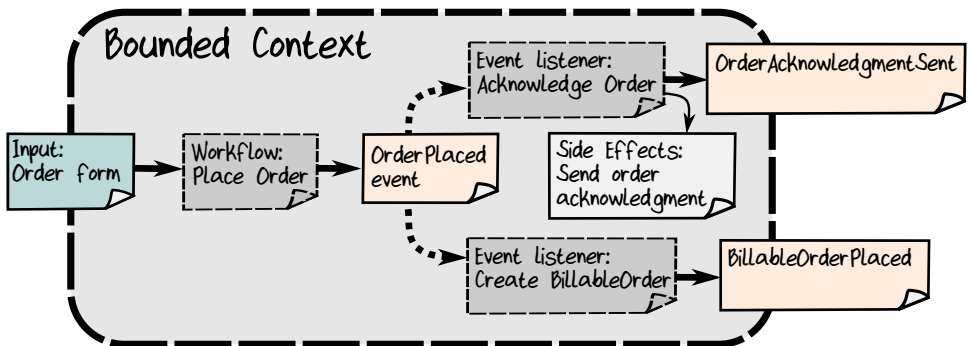 Bounded Context
Event listener:
Acknowledge Order
OrderAcknowledgmentSent
Input:
Order form
Workflow:
Place Order
OrderPlaced
event
Side Effects:
Send order
acknowledgment
Event listener:
Create BillableOrder
BillableOrderPlaced